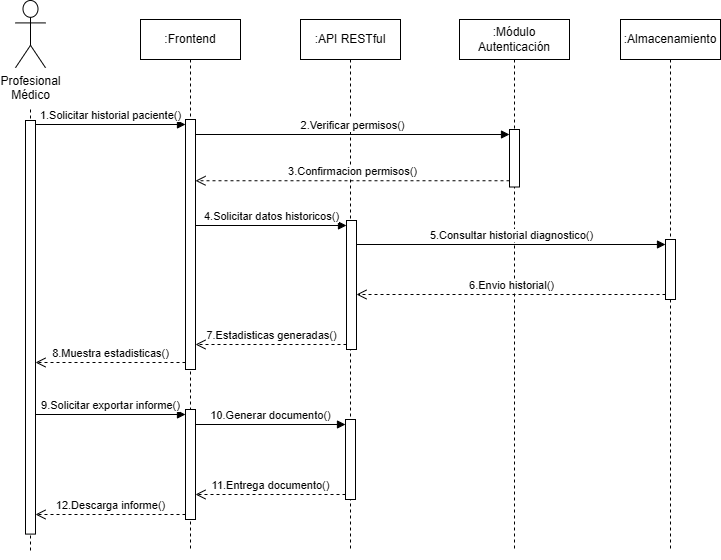 :Frontend
:API RESTful
:Módulo
Autenticación
:Almacenamiento
Profesional
Médico
1.Solicitar historial paciente()
2.Verificar permisos()
3.Confirmacion permisos()
4.Solicitar datos historicos()
5.Consultar historial diagnostico()
6.Envio historial()
7.Estadisticas generadas()
8.Muestra estadisticas()
9.Solicitar exportar informe()
10.Generar documento()
11.Entrega documento()
12.Descarga informe()